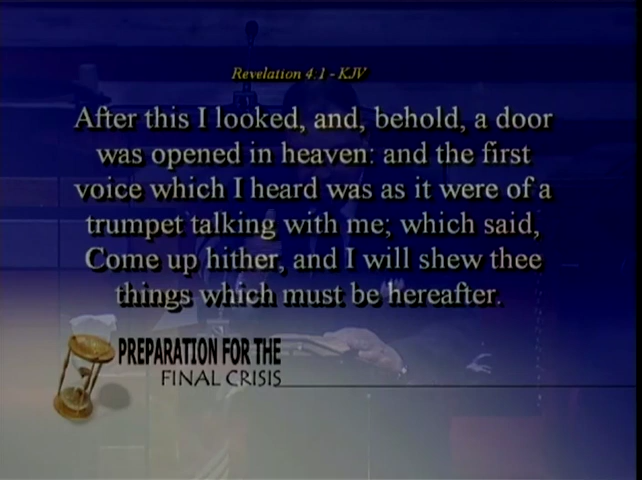 Revelation 4:1 - KJV
After this I looked, and, behold, a door
was opened in heaven: and the first
voice which I heard was as it were of a
trumpet talking with me; which said,
Come up hither, and I will shew thee
things which must be hereafter.
PREPARATION FOR THE
FINAL CRISIS